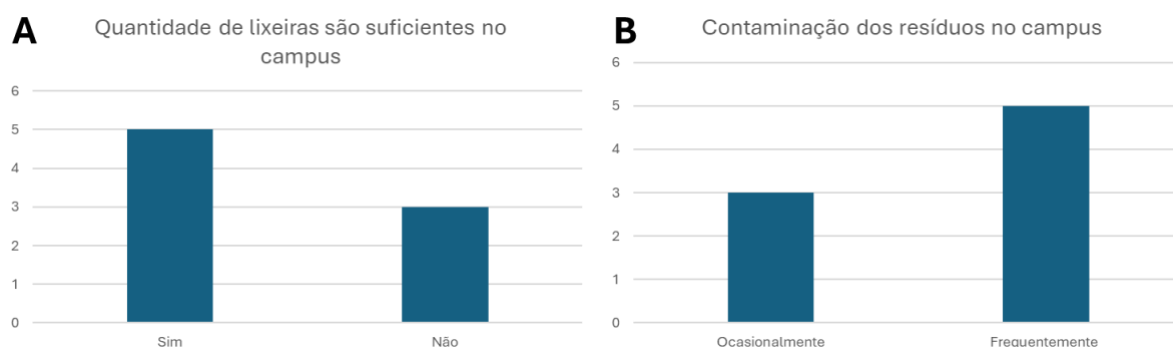 A
Quantidade de lixeiras são suficientes no
campus
6
5
4
3
2
1
0
Sim Não
B
Contaminação dos resíduos no campus
6
5
4
3
2
1
0
Ocasionalmente Frequentemente